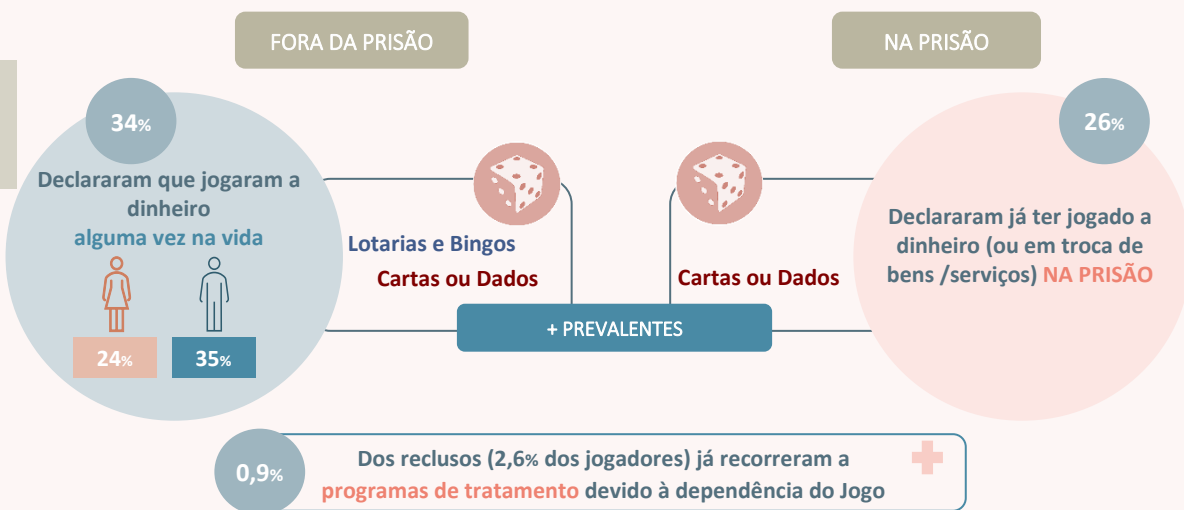 FORA DA PRISÃO
34%
Declararam que jogaram a
dinheiro
alguma vez na vida
24%
35%
Lotarias e Bingos
Cartas ou Dados
NA PRISÃO
26%
Declararam já ter jogado a
dinheiro (ou em troca de
bens /serviços) NA PRISÃO
Cartas ou Dados
+ PREVALENTES
0,9%
Dos reclusos (2,6% dos jogadores) já recorreram a
programas de tratamento devido à dependência do Jogo